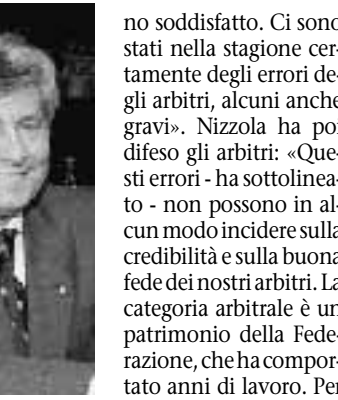 no soddisfatto. Ci sono
stati nella stagione cer-
tamente degli errori de-
gli arbitri, alcuni anche
gravi». Nizzola ha poi
difeso gli arbitri: «Que-
sti errori - ha sottolinea-
to - non possono in al-
cun modo incidere sulla
credibilità e sulla buona
fede dei nostri arbitri. La
categoria arbitrale è un
patrimonio della Fede-
razione, che ha compor-
tato anni di lavoro. Per